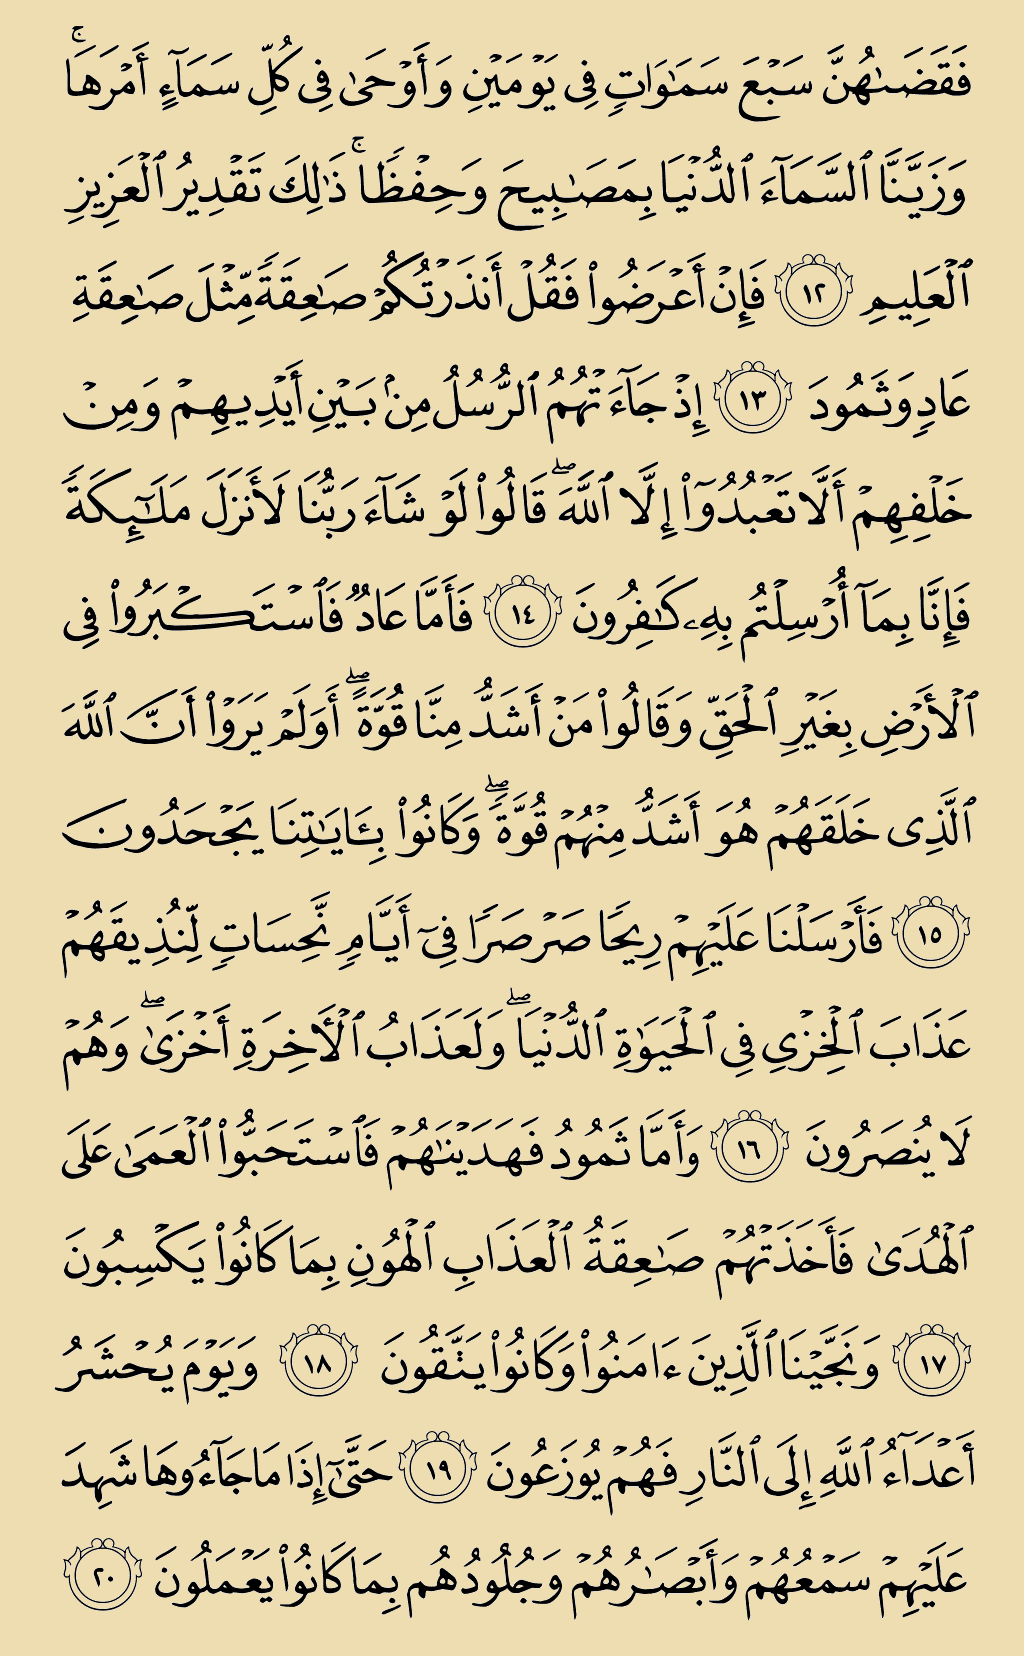 فَقَضَىٰهُنَّ سَبْعَ سَمَٰوَاتٍ فِى يَوْمَيْنِ وَأَوْحَىٰ فِى كُلِّ سَمَآءٍ أَمْرَهَاۚ
وَزَيَّنَّا ٱلسَّمَآءَ ٱلدُّنْيَا بِمَصَٰبِيحَ وَحِفْظًاۚ ذَٰلِكَ تَقْدِيرُ ٱلْعَزِيزِ
ٱلْعَلِيمِ ١٢ فَإِنْ أَعْرَضُوا۟ فَقُلْ أَنذَرْتُكُمْ صَٰعِقَةً مِّثْلَ صَٰعِقَةِ
عَادٍ وَثَمُودَ ١٣ إِذْ جَآءَتْهُمُ ٱلرُّسُلُ مِنۢ بَيْنِ أَيْدِيهِمْ وَمِنْ
خَلْفِهِمْ أَلَّا تَعْبُدُوٓا۟ إِلَّا ٱللَّهَۖ قَالُوا۟ لَوْ شَآءَ رَبُّنَا لَأَنزَلَ مَلَٰٓئِكَةً
فَإِنَّا بِمَآ أُرْسِلْتُم بِهِۦ كَٰفِرُونَ ١٤ فَأَمَّا عَادٌ فَٱسْتَكْبَرُوا۟ فِى
ٱلْأَرْضِ بِغَيْرِ ٱلْحَقِّ وَقَالُوا۟ مَنْ أَشَدُّ مِنَّا قُوَّةًۖ أَوَلَمْ يَرَوْا۟ أَنَّ ٱللَّهَ
ٱلَّذِى خَلَقَهُمْ هُوَ أَشَدُّ مِنْهُمْ قُوَّةًۖ وَكَانُوا۟ بِـَٔايَٰتِنَا يَجْحَدُونَ
١٥ فَأَرْسَلْنَا عَلَيْهِمْ رِيحًا صَرْصَرًا فِىٓ أَيَّامٍ نَّحِسَاتٍ لِّنُذِيقَهُمْ
عَذَابَ ٱلْخِزْىِ فِى ٱلْحَيَوٰةِ ٱلدُّنْيَاۖ وَلَعَذَابُ ٱلْـَٔاخِرَةِ أَخْزَىٰۖ وَهُمْ
لَا يُنصَرُونَ ١٦ وَأَمَّا ثَمُودُ فَهَدَيْنَٰهُمْ فَٱسْتَحَبُّوا۟ ٱلْعَمَىٰ عَلَى
ٱلْهُدَىٰ فَأَخَذَتْهُمْ صَٰعِقَةُ ٱلْعَذَابِ ٱلْهُونِ بِمَا كَانُوا۟ يَكْسِبُونَ
١٧ وَنَجَّيْنَا ٱلَّذِينَ ءَامَنُوا۟ وَكَانُوا۟ يَتَّقُونَ ١٨ وَيَوْمَ يُحْشَرُ
أَعْدَآءُ ٱللَّهِ إِلَى ٱلنَّارِ فَهُمْ يُوزَعُونَ ١٩ حَتَّىٰٓ إِذَا مَا جَآءُوهَا شَهِدَ
عَلَيْهِمْ سَمْعُهُمْ وَأَبْصَٰرُهُمْ وَجُلُودُهُم بِمَا كَانُوا۟ يَعْمَلُونَ ٢٠